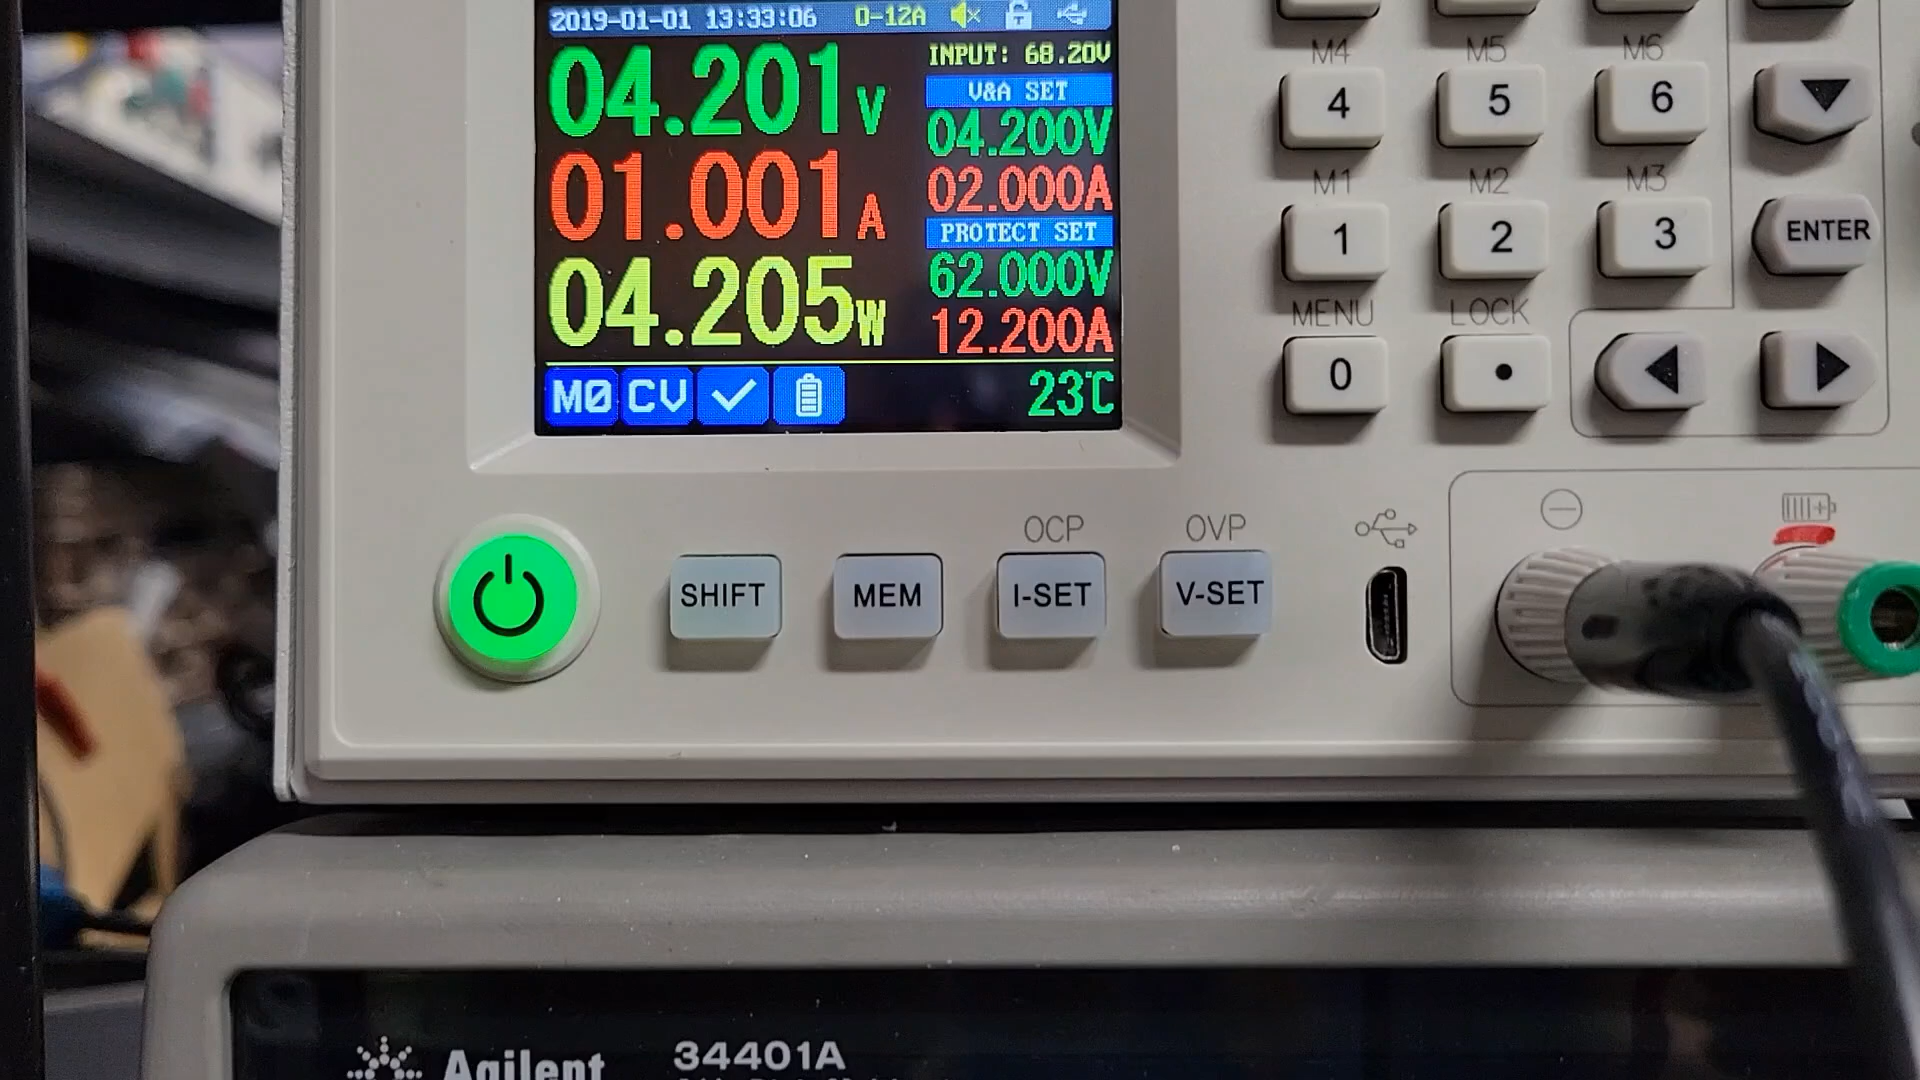 2019-01-01 13:33:06 0-12A
04.201V
01.001A
04.205W
INPUT: 68.20V
V&A SET
04.200V
02.000A
PROTECT SET
62.000V
12.200A
M0 CV
23℃
M4 M5 M6
4 5 6
M1 M2 M3
1 2 3 ENTER
MENU LOCK
0 •
OCP OVP
SHIFT MEM I-SET V-SET
Agilent 34401A